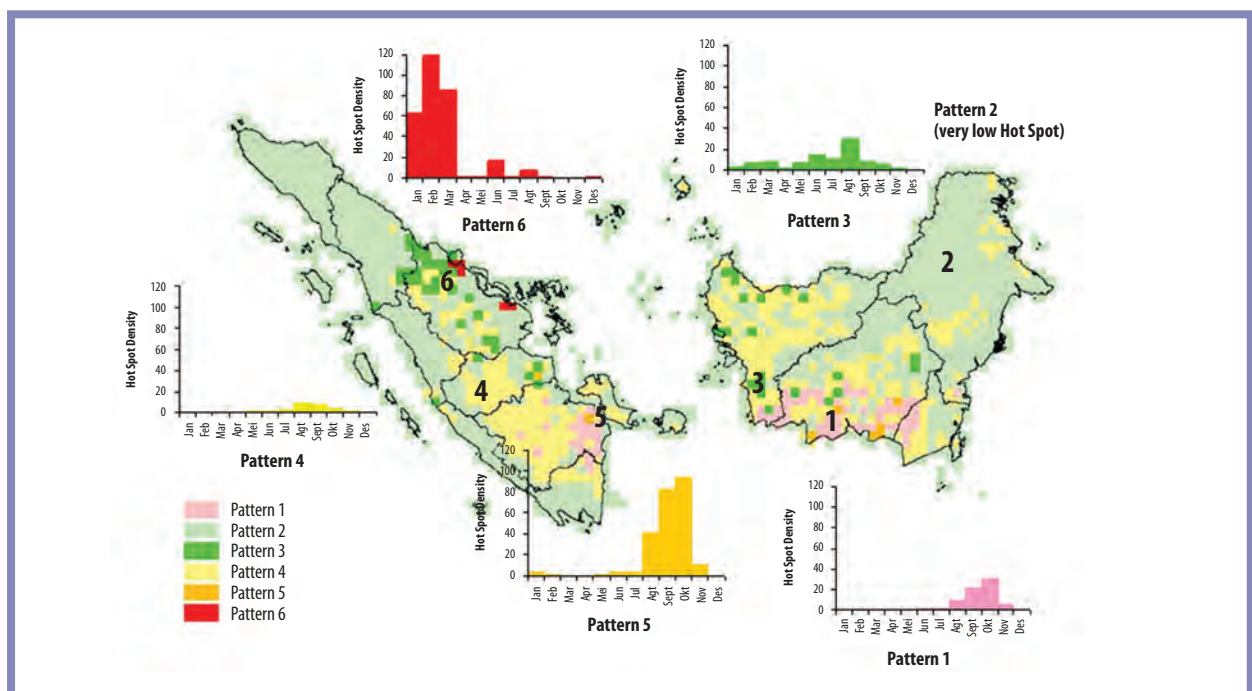 120
100
80
60
40
20
0
Hot Spot Density
Jan Feb Mar Apr Mei Jun Jul Agt Sept Okt Nov Des
Pattern 6
120
100
80
60
40
20
0
Hot Spot Density
Jan Feb Mar Apr Mei Jun Jul Agt Sept Okt Nov Des
Pattern 3
Pattern 2
(very low Hot Spot)
2
6
120
100
80
60
40
20
0
Hot Spot Density
Jan Feb Mar Apr Mei Jun Jul Agt Sept Okt Nov Des
Pattern 4
4
5
3
1
120
100
80
60
40
20
0
Hot Spot Density
Jan Feb Mar Apr Mei Jun Jul Agt Sept Okt Nov Des
Pattern 5
120
100
80
60
40
20
0
Hot Spot Density
Jan Feb Mar Apr Mei Jun Jul Agt Sept Okt Nov Des
Pattern 1
Pattern 1
Pattern 2
Pattern 3
Pattern 4
Pattern 5
Pattern 6